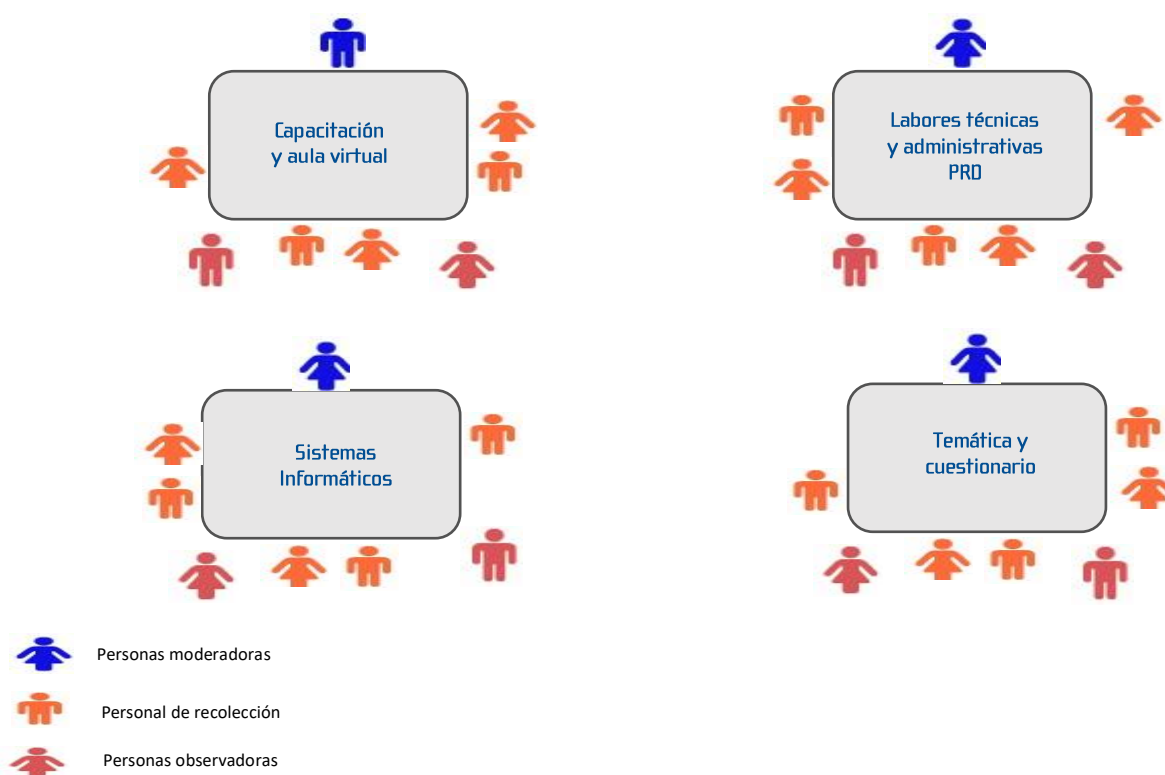 Capacitación
y aula virtual
Labores técnicas
y administrativas
PRD
Sistemas
Informáticos
Temática y
cuestionario
Personas moderadoras
Personal de recolección
Personas observadoras